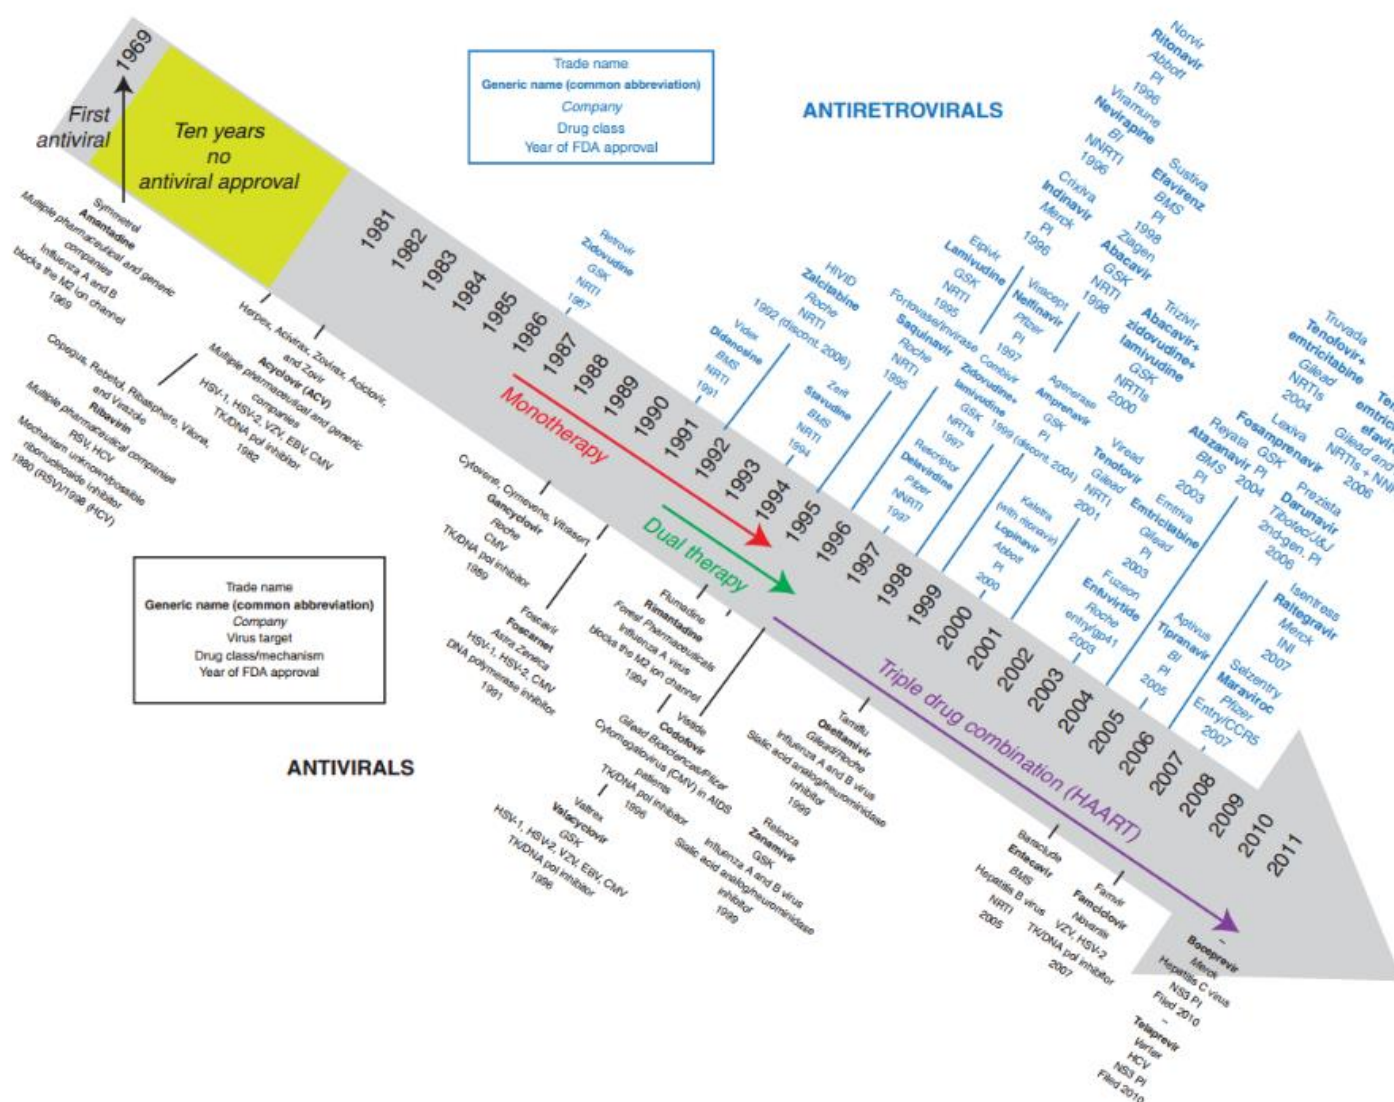 1969
First
antiviral
Ten years
no
antiviral approval
Trade name
Generic name (common abbreviation)
Company
Drug class
Year of FDA approval
ANTIRETROVIRALS
1981
1982
1983
1984
1985
1986
1987
1988
1989
1990
1991
1992
1993
1994
1995
1996
1997
1998
1999
2000
2001
2002
2003
2004
2005
2006
2007
2008
2009
2010
2011
Monotherapy
Dual therapy
Triple drug combination (HAART)
Retrovir
Zidovudine
GSK
NRTI
1987
Videx
Didanosine
BMS
NRTI
1991
HIVID
Zalcitabine
Roche
NRTI
1992 (discont. 2006)
Zerit
Stavudine
BMS
NRTI
1994
Fortovase/Invirase
Saquinavir
Roche
NRTI
1995
Epivir
Lamivudine
GSK
NRTI
1995
Norvir
Ritonavir
Abbott
PI
1996
Viramune
Nevirapine
BI
NNRTI
1996
Crixiva
Indinavir
Merck
PI
1996
Combivir
Zidovudine+
lamivudine
GSK
NRTIs
1997
Rescriptor
Delavirdine
Pfizer
NNRTI
1997
Viracept
Nelfinavir
Pfizer
PI
1997
Sustiva
Efavirenz
BMS
PI
1998
Ziagen
Abacavir
GSK
NRTI
1998
Agenerase
Amprenavir
GSK
PI
1999 (discont. 2004)
Kaletra
(with ritonavir)
Lopinavir
Abbott
PI
2000
Trizivir
Abacavir+
zidovudine+
lamivudine
GSK
NRTIs
2000
Viread
Tenofovir
Gilead
NRTI
2001
Emtriva
Emtricitabine
Gilead
PI
2003
Fuzeon
Enfuvirtide
Roche
entry/gp41
2003
Reyata
Atazanavir
BMS
PI
2003
Lexiva
Fosamprenavir
GSK
PI
2004
Truvada
Tenofovir+
emtricitabine
Gilead
NRTIs
2004
Aptivus
Tipranavir
BI
PI
2005
emtric
efavir
Gilead and
NRTIs + NN
2006
Prezista
Darunavir
Tibotec/J&J
2nd-gen. PI
2006
Isentress
Raltegravir
Merck
INI
2007
Selzentry
Maraviroc
Pfizer
Entry/CCR5
2007
Symmetrel
Amantadine
Multiple pharmaceutical and generic
companies
Influenza A and B
blocks the M2 ion channel
1969
Copegus, Rebetol, Ribasphere, Vilona,
and Virazole
Ribavirin
Multiple pharmaceutical companies
RSV, HCV
Mechanism unknown/possible
ribonucleoside inhibitor
1980 (RSV)/1998 (HCV)
Herpex, Acivirax, Zovirax, Aciclovir,
and Zovir
Acyclovir (ACV)
Multiple pharmaceutical and generic
companies
HSV-1, HSV-2, VZV, EBV, CMV
TK/DNA pol inhibitor
1982
Trade name
Generic name (common abbreviation)
Company
Virus target
Drug class/mechanism
Year of FDA approval
ANTIVIRALS
Cytovene, Cymevene, Vitrasert
Gancyclovir
Roche
CMV
TK/DNA pol inhibitor
1989
Foscavir
Foscarnet
Astra Zeneca
HSV-1, HSV-2, CMV
DNA polymerase inhibitor
1991
Flumadine
Rimantadine
Forest Pharmaceuticals
Influenza A virus
blocks the M2 ion channel
1994
Vistide
Codofovir
Gilead Biosciences/Pfizer
Cytomegalovirus (CMV) in AIDS
patients
TK/DNA pol inhibitor
1996
Valtrex
Valacyclovir
GSK
HSV-1, HSV-2, VZV, EBV, CMV
TK/DNA pol inhibitor
1996
Tamiflu
Oseltamivir
Gilead/Roche
Influenza A and B virus
Sialic acid analog/neurominidase
inhibitor
1999
Relenza
Zanamivir
GSK
Influenza A and B virus
Sialic acid analog/neurominidase
inhibitor
1999
Baraclude
Entecavir
BMS
Hepatitis B virus
NRTI
2005
Famvir
Famciclovir
Novartis
VZV, HSV-2
TK/DNA pol inhibitor
2007
–
Boceprevir
Merck
Hepatitis C virus
NS3 PI
Filed 2010
–
Telaprevir
Vertex
HCV
NS3 PI
Filed 2010